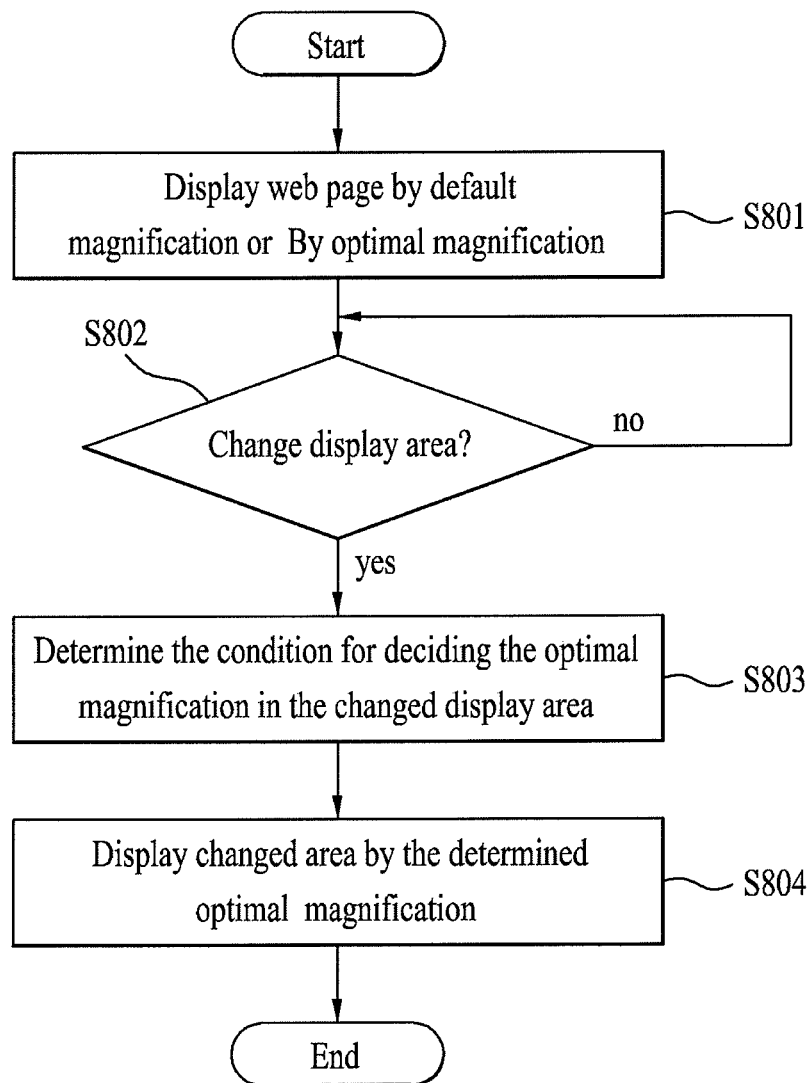 Start
Display web page by default
magnification or By optimal magnification
S801
S802
Change display area?
no
yes
Determine the condition for deciding the optimal
magnification in the changed display area
S803
Display changed area by the determined
optimal magnification
S804
End